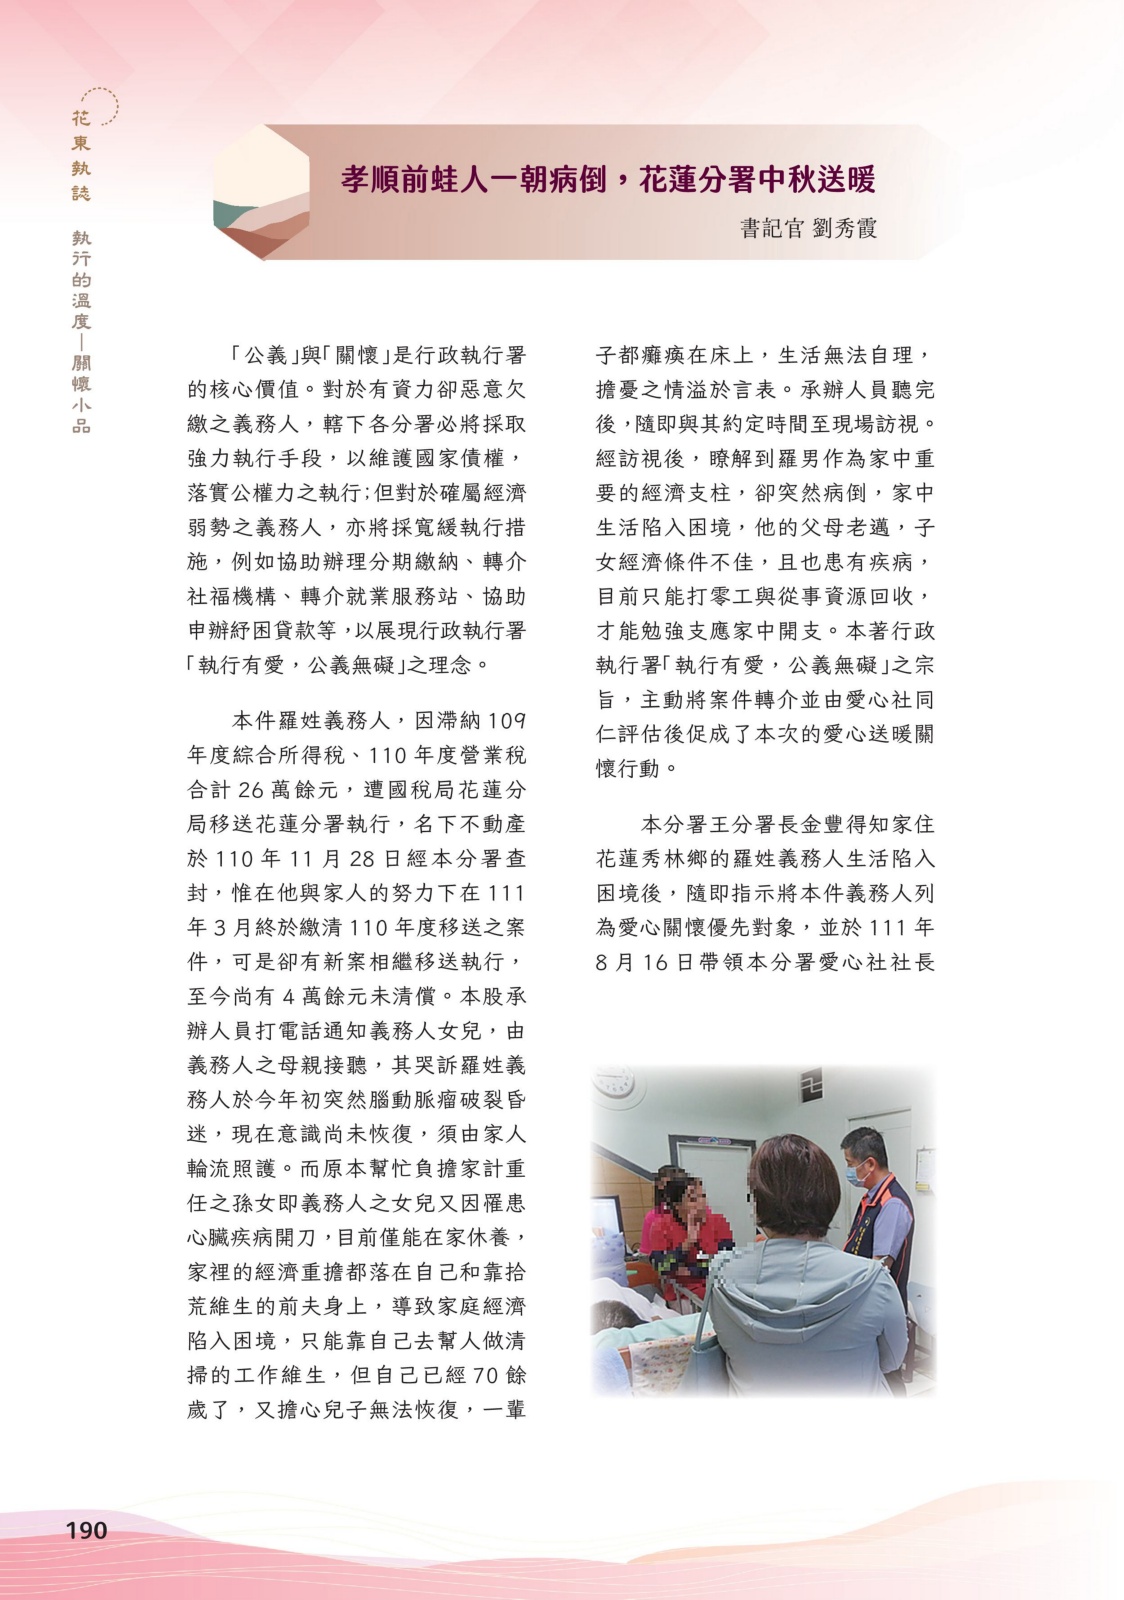 花東執誌 執行的溫度—關懷小品
孝順前蛙人一朝病倒，花蓮分署中秋送暖
書記官 劉秀霞
「公義」與「關懷」是行政執行署
的核心價值。對於有資力卻惡意欠
繳之義務人，轄下各分署必將採取
強力執行手段，以維護國家債權，
落實公權力之執行；但對於確屬經濟
弱勢之義務人，亦將採寬緩執行措
施，例如協助辦理分期繳納、轉介
社福機構、轉介就業服務站、協助
申辦紓困貸款等，以展現行政執行署
「執行有愛，公義無礙」之理念。
本件羅姓義務人，因滯納 109
年度綜合所得稅、110 年度營業稅
合計 26 萬餘元，遭國稅局花蓮分
局移送花蓮分署執行，名下不動產
於 110 年 11 月 28 日經本分署查
封，惟在他與家人的努力下在 111
年 3 月終於繳清 110 年度移送之案
件，可是卻有新案相繼移送執行，
至今尚有 4 萬餘元未清償。本股承
辦人員打電話通知義務人女兒，由
義務人之母親接聽，其哭訴羅姓義
務人於今年初突然腦動脈瘤破裂昏
迷，現在意識尚未恢復，須由家人
輪流照護。而原本幫忙負擔家計重
任之孫女即義務人之女兒又因罹患
心臟疾病開刀，目前僅能在家休養，
家裡的經濟重擔都落在自己和靠拾
荒維生的前夫身上，導致家庭經濟
陷入困境，只能靠自己去幫人做清
掃的工作維生，但自己已經 70 餘
歲了，又擔心兒子無法恢復，一輩
子都癱瘓在床上，生活無法自理，
擔憂之情溢於言表。承辦人員聽完
後，隨即與其約定時間至現場訪視。
經訪視後，瞭解到羅男作為家中重
要的經濟支柱，卻突然病倒，家中
生活陷入困境，他的父母老邁，子
女經濟條件不佳，且也患有疾病，
目前只能打零工與從事資源回收，
才能勉強支應家中開支。本著行政
執行署「執行有愛，公義無礙」之宗
旨，主動將案件轉介並由愛心社同
仁評估後促成了本次的愛心送暖關
懷行動。
本分署王分署長金豐得知家住
花蓮秀林鄉的羅姓義務人生活陷入
困境後，隨即指示將本件義務人列
為愛心關懷優先對象，並於 111 年
8 月 16 日帶領本分署愛心社社長
190